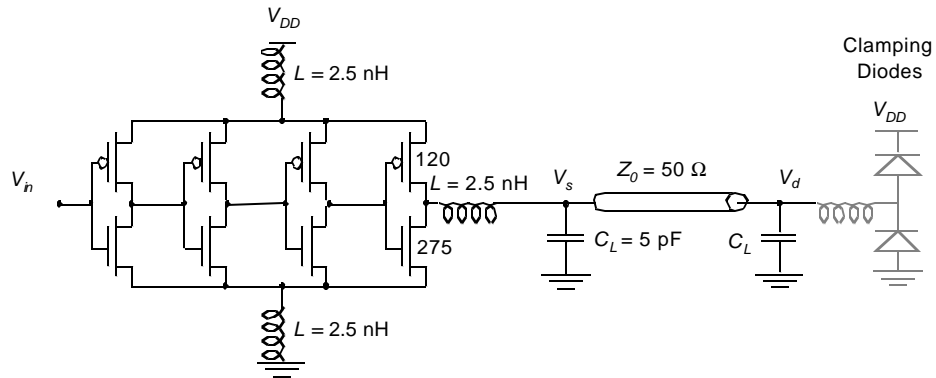 V_DD
L = 2.5 nH
Clamping
Diodes
V_DD
V_in
120
L = 2.5 nH
V_s
Z_0 = 50 Ω
V_d
275
C_L = 5 pF
C_L
L = 2.5 nH